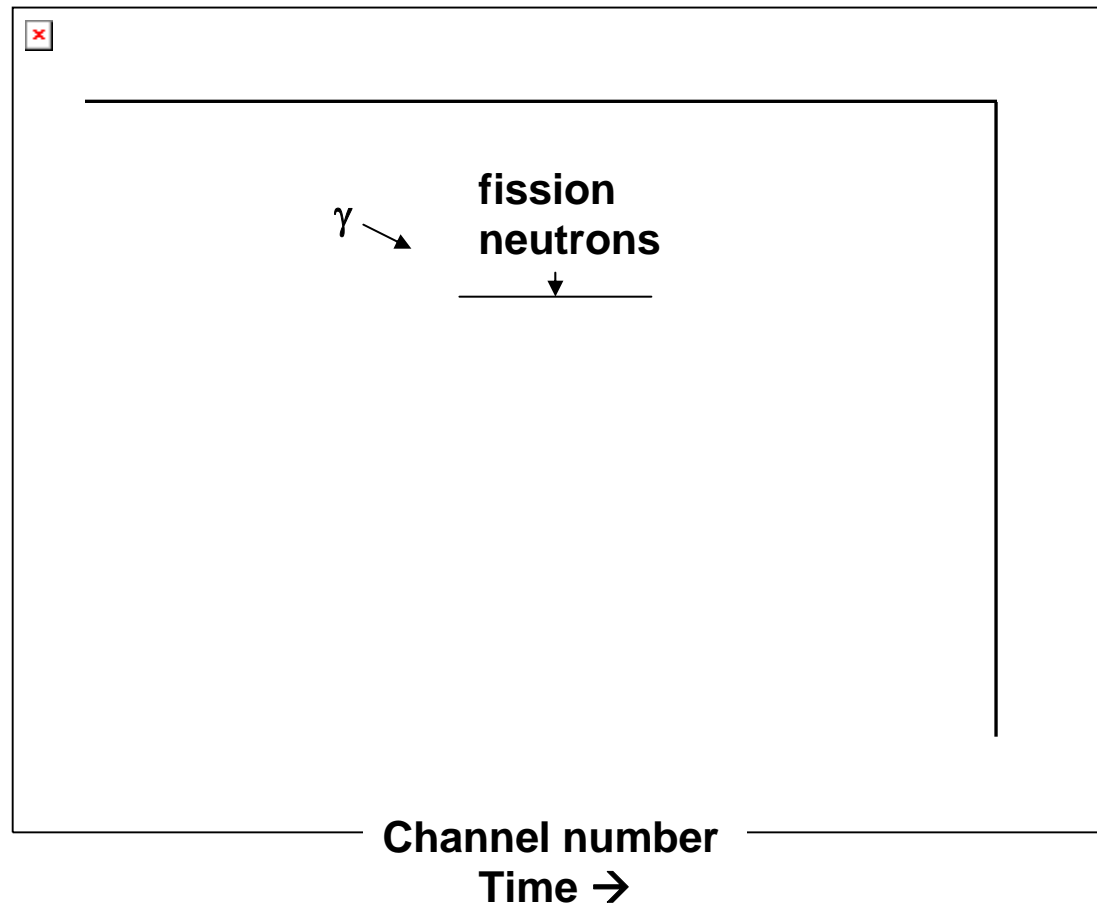 γ
fission
neutrons
Channel number
Time →